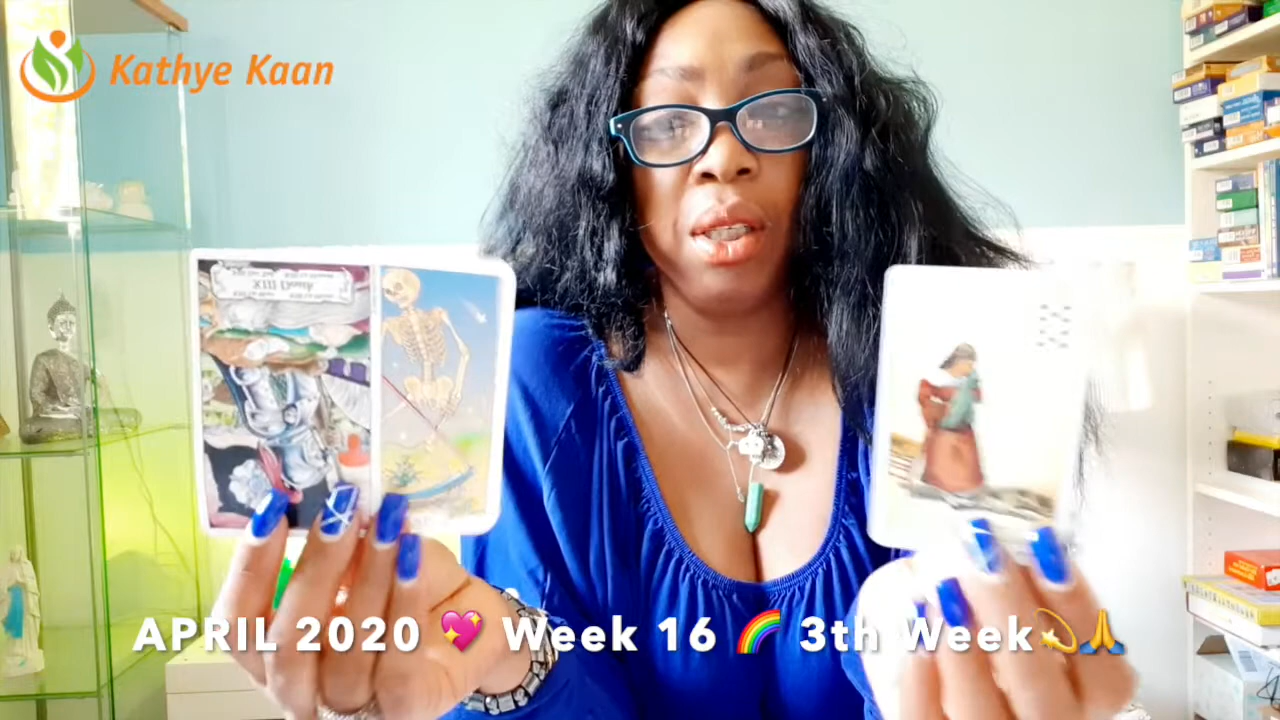 Kathye Kaan
XIII Death
APRIL 2020 💖 Week 16 🌈 3th Week💫🙏